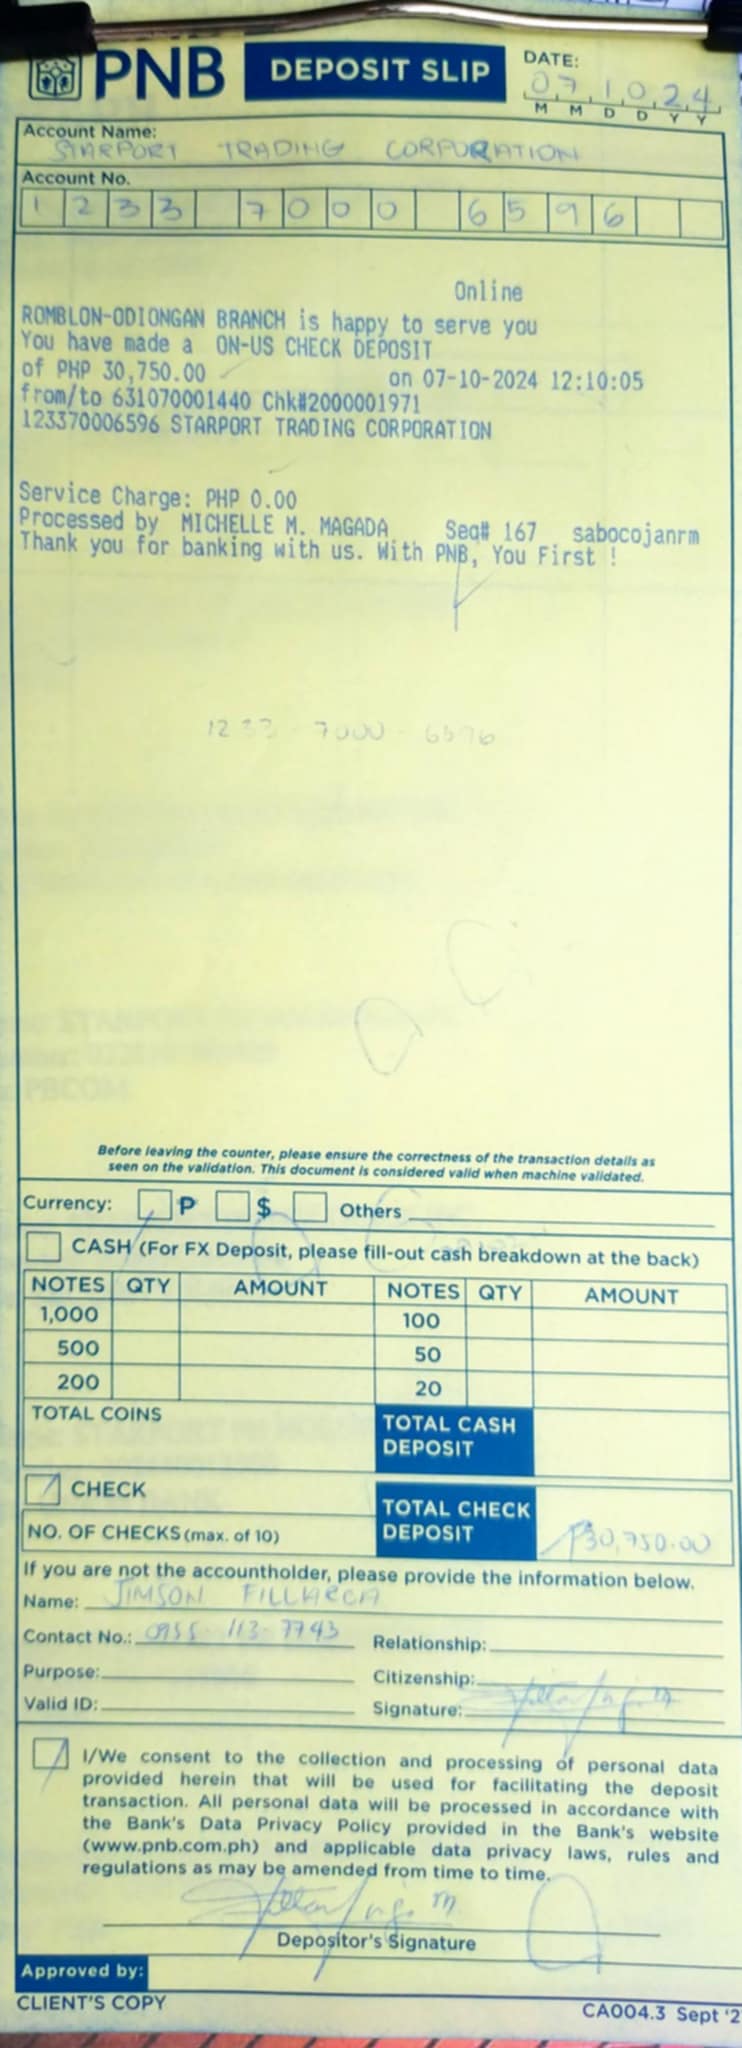 PNB DEPOSIT SLIP
DATE:
07 10 24
M M D D Y Y
Account Name:
STARPORT TRADING CORPORATION
Account No.
1233 7000 6596
Online
ROMBLON-ODIONGAN BRANCH is happy to serve you
You have made a ON-US CHECK DEPOSIT
of PHP 30,750.00 on 07-10-2024 12:10:05
from/to 631070001440 Chk#2000001971
123370006596 STARPORT TRADING CORPORATION
Service Charge: PHP 0.00
Processed by MICHELLE M. MAGADA Seq# 167 sabocojanrm
Thank you for banking with us. With PNB, You First !
1233 - 7000 - 6596
Before leaving the counter, please ensure the correctness of the transaction details as
seen on the validation. This document is considered valid when machine validated.
Currency: P $ Others
CASH (For FX Deposit, please fill-out cash breakdown at the back)
NOTES QTY AMOUNT NOTES QTY AMOUNT
1,000 100
500 50
200 20
TOTAL COINS TOTAL CASH
DEPOSIT
CHECK TOTAL CHECK
NO. OF CHECKS (max. of 10) DEPOSIT ₱30,750.00
If you are not the accountholder, please provide the information below.
Name: JIMSON FILLARCA
Contact No.: 0955-113-7743 Relationship:
Purpose: Citizenship:
Valid ID: Signature:
I/We consent to the collection and processing of personal data
provided herein that will be used for facilitating the deposit
transaction. All personal data will be processed in accordance with
the Bank's Data Privacy Policy provided in the Bank's website
(www.pnb.com.ph) and applicable data privacy laws, rules and
regulations as may be amended from time to time.
Depositor's Signature
Approved by:
CLIENT'S COPY CA004.3 Sept '2